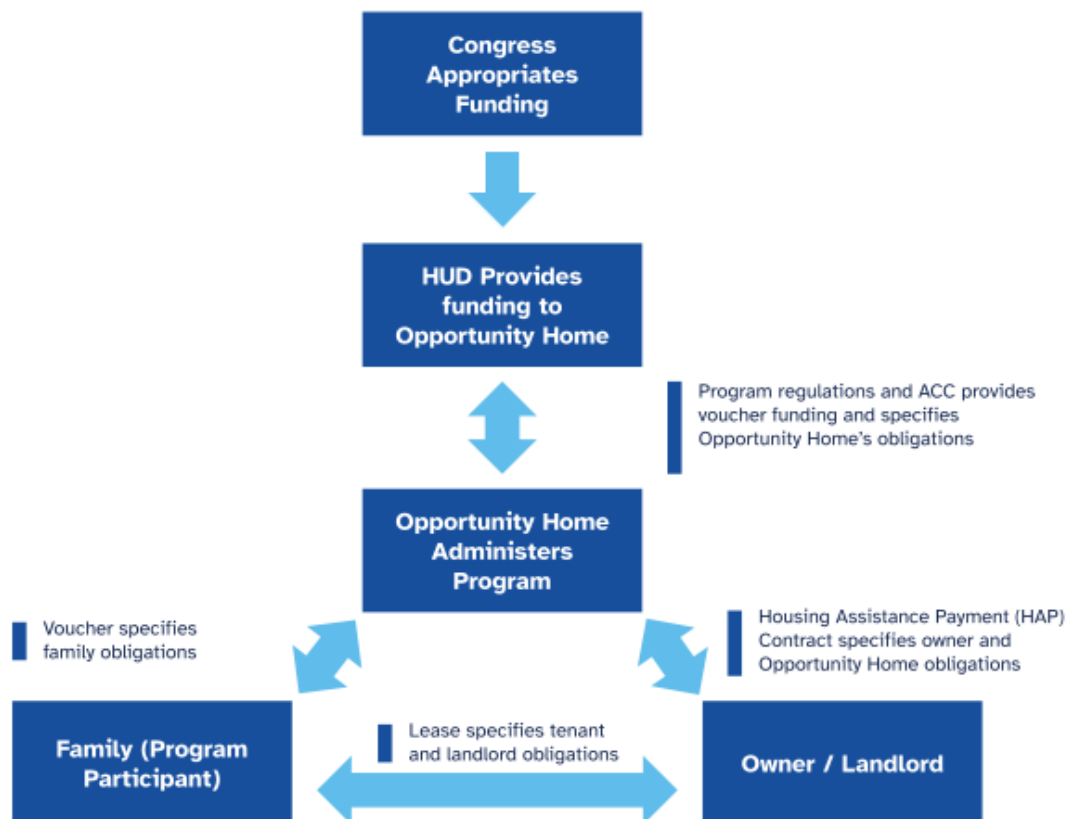 Congress
Appropriates
Funding
HUD Provides
funding to
Opportunity Home
Program regulations and ACC provides
voucher funding and specifies
Opportunity Home's obligations
Opportunity Home
Administers
Program
Voucher specifies
family obligations
Housing Assistance Payment (HAP)
Contract specifies owner and
Opportunity Home obligations
Family (Program
Participant)
Lease specifies tenant
and landlord obligations
Owner / Landlord